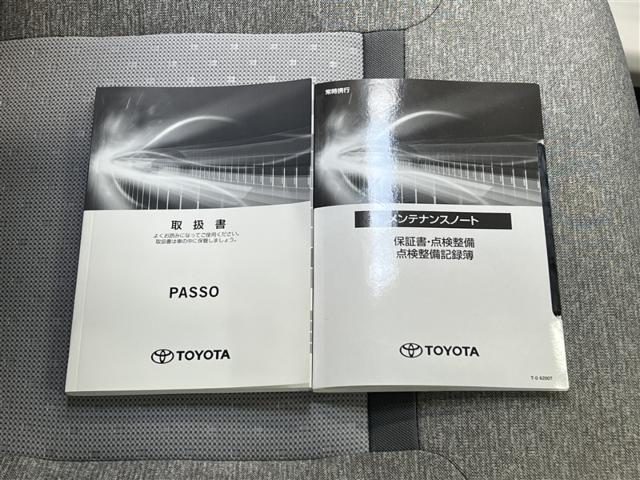 取扱書
よくお読みになってご使用ください。
取扱書は車の中に保管しましょう。
PASSO
TOYOTA
常時携行
メンテナンスノート
保証書・点検整備
点検整備記録簿
TOYOTA